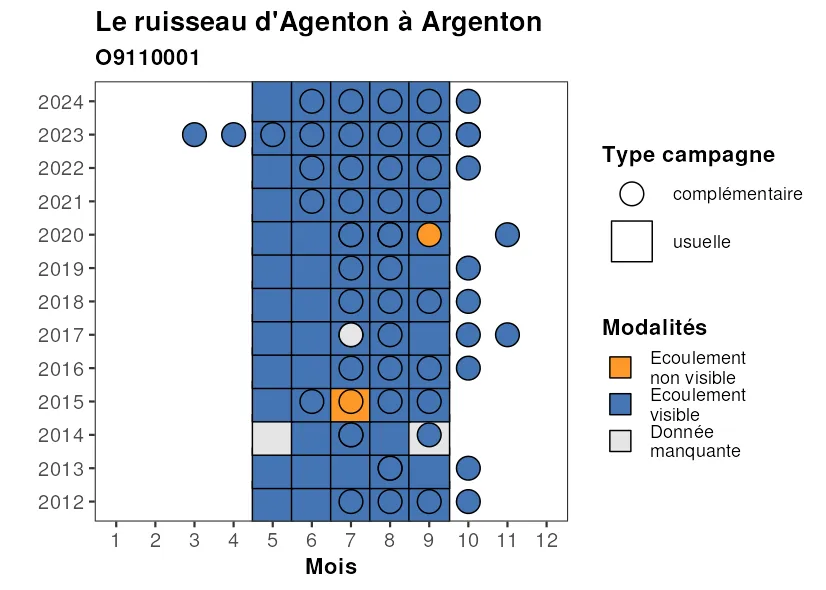 Le ruisseau d'Agenton à Argenton
O9110001
2024
2023
2022
2021
2020
2019
2018
2017
2016
2015
2014
2013
2012
1 2 3 4 5 6 7 8 9 10 11 12
Mois
Type campagne
complémentaire
usuelle
Modalités
Ecoulement
non visible
Ecoulement
visible
Donnée
manquante